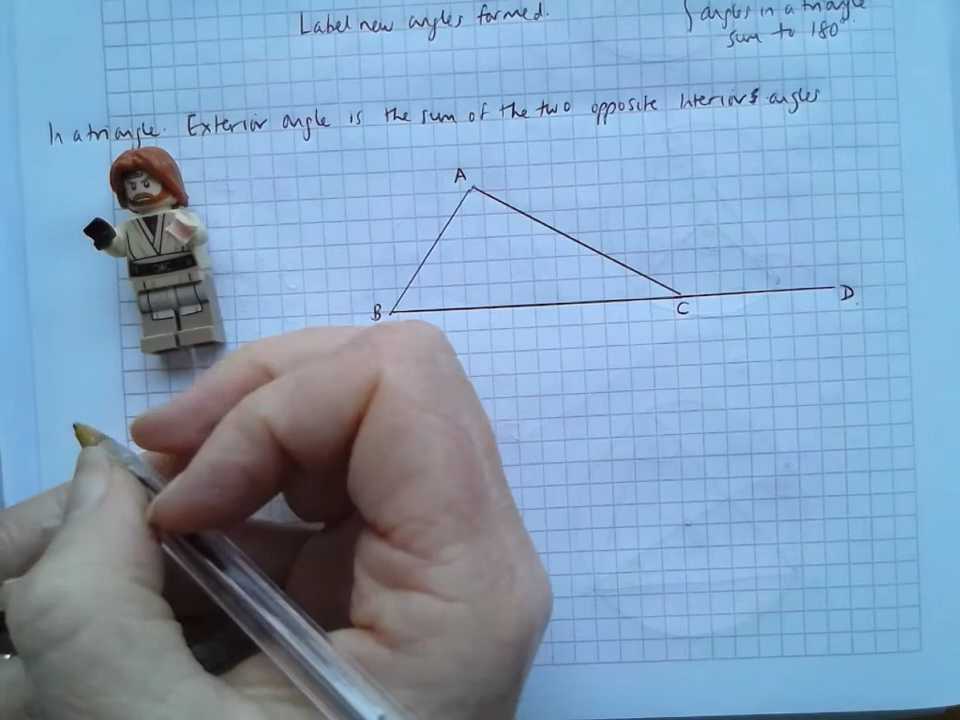 Label new angles formed.
angles in a triangle
sum to 180°
In a triangle. Exterior angle is the sum of the two opposite interiors angles
A
B
C
D